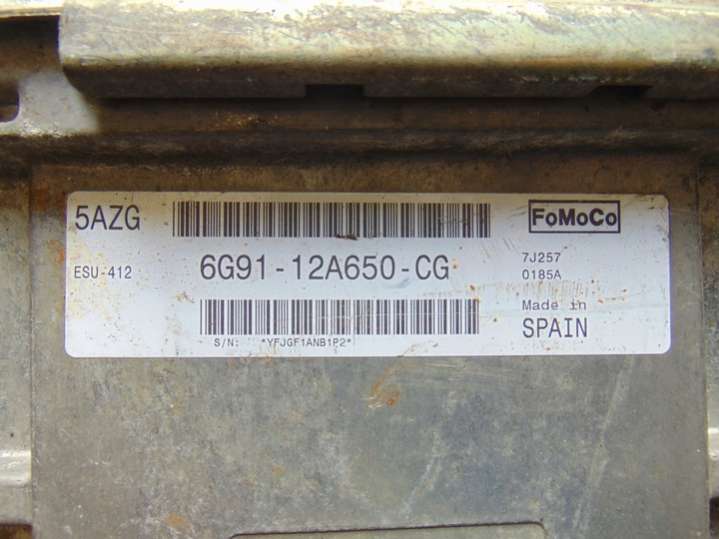 5AZG
FoMoCo
ESU-412
6G91-12A650-CG
7J257
0185A
Made in
SPAIN
S/N: *YFJGF1ANB1P2*